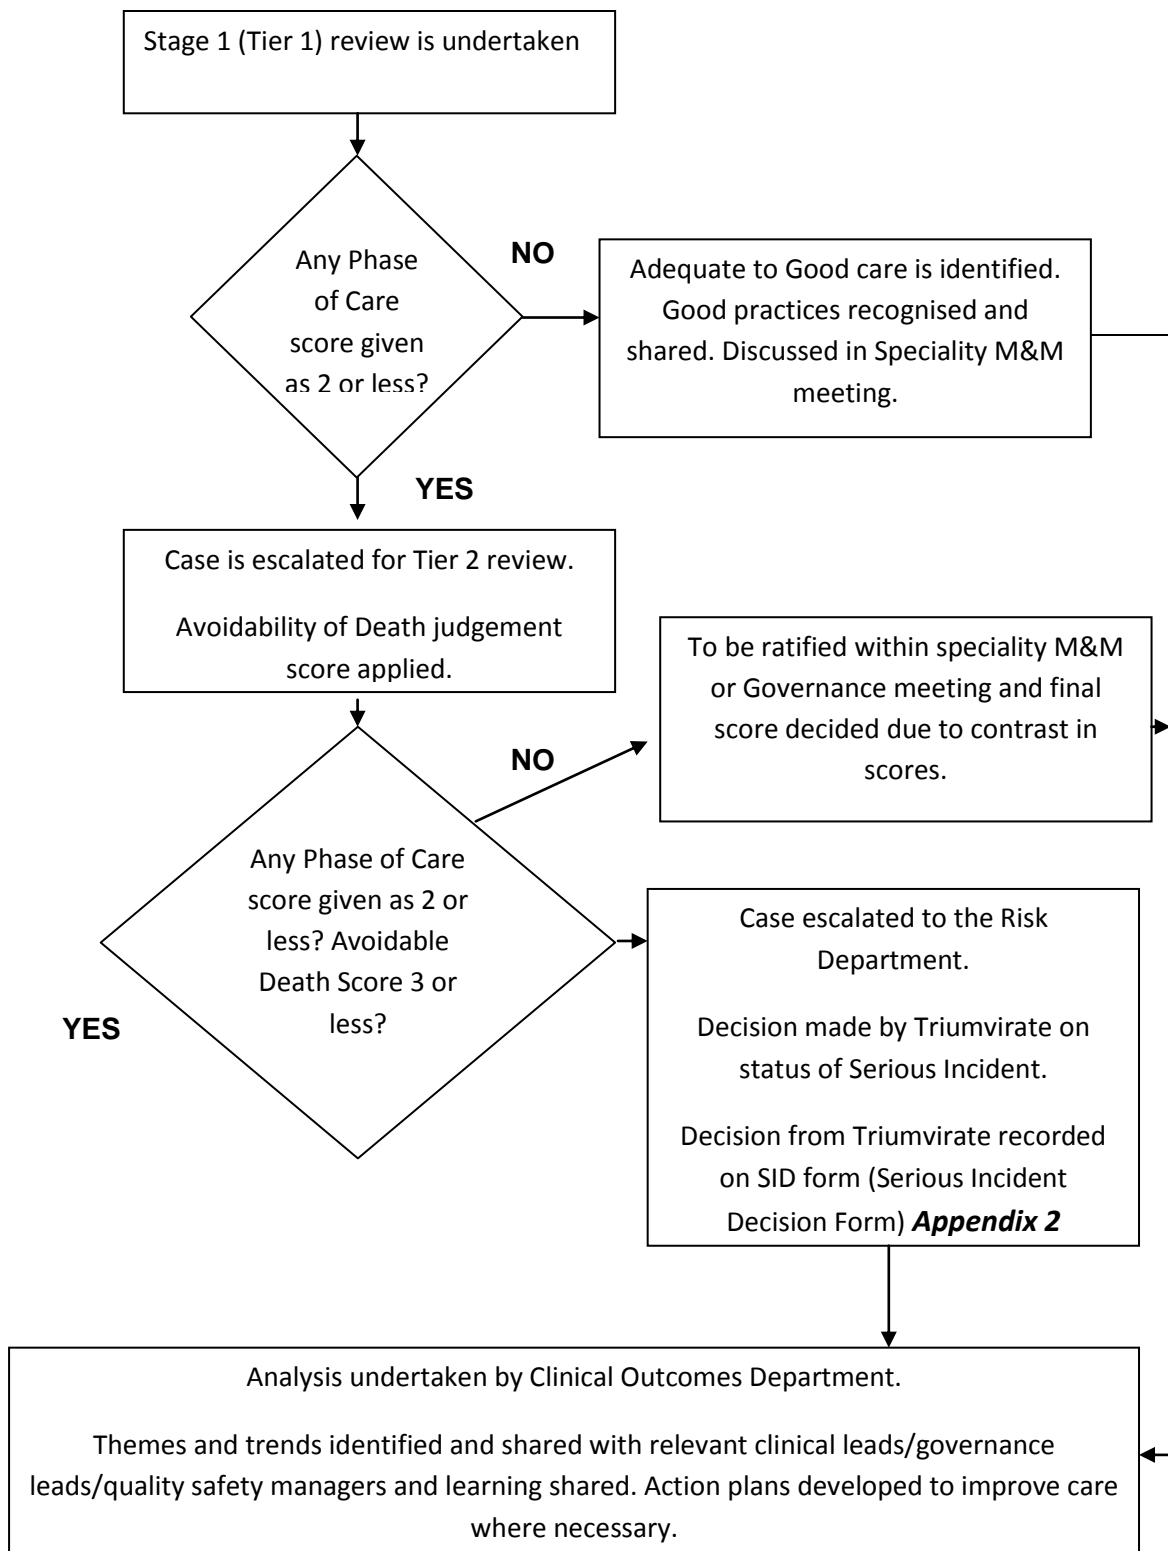 Stage 1 (Tier 1) review is undertaken
Any Phase
of Care
score given
as 2 or less?
NO
Adequate to Good care is identified.
Good practices recognised and
shared. Discussed in Speciality M&M
meeting.
YES
Case is escalated for Tier 2 review.
Avoidability of Death judgement
score applied.
To be ratified within speciality M&M
or Governance meeting and final
score decided due to contrast in
scores.
NO
Any Phase of Care
score given as 2 or
less? Avoidable
Death Score 3 or
less?
YES
Case escalated to the Risk
Department.
Decision made by Triumvirate on
status of Serious Incident.
Decision from Triumvirate recorded
on SID form (Serious Incident
Decision Form) Appendix 2
Analysis undertaken by Clinical Outcomes Department.
Themes and trends identified and shared with relevant clinical leads/governance
leads/quality safety managers and learning shared. Action plans developed to improve care
where necessary.